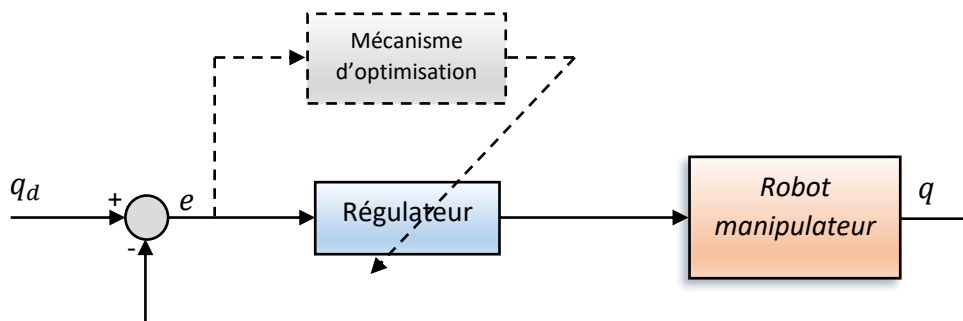 Mécanisme
d'optimisation
q_d
+
e
-
Régulateur
Robot
manipulateur
q